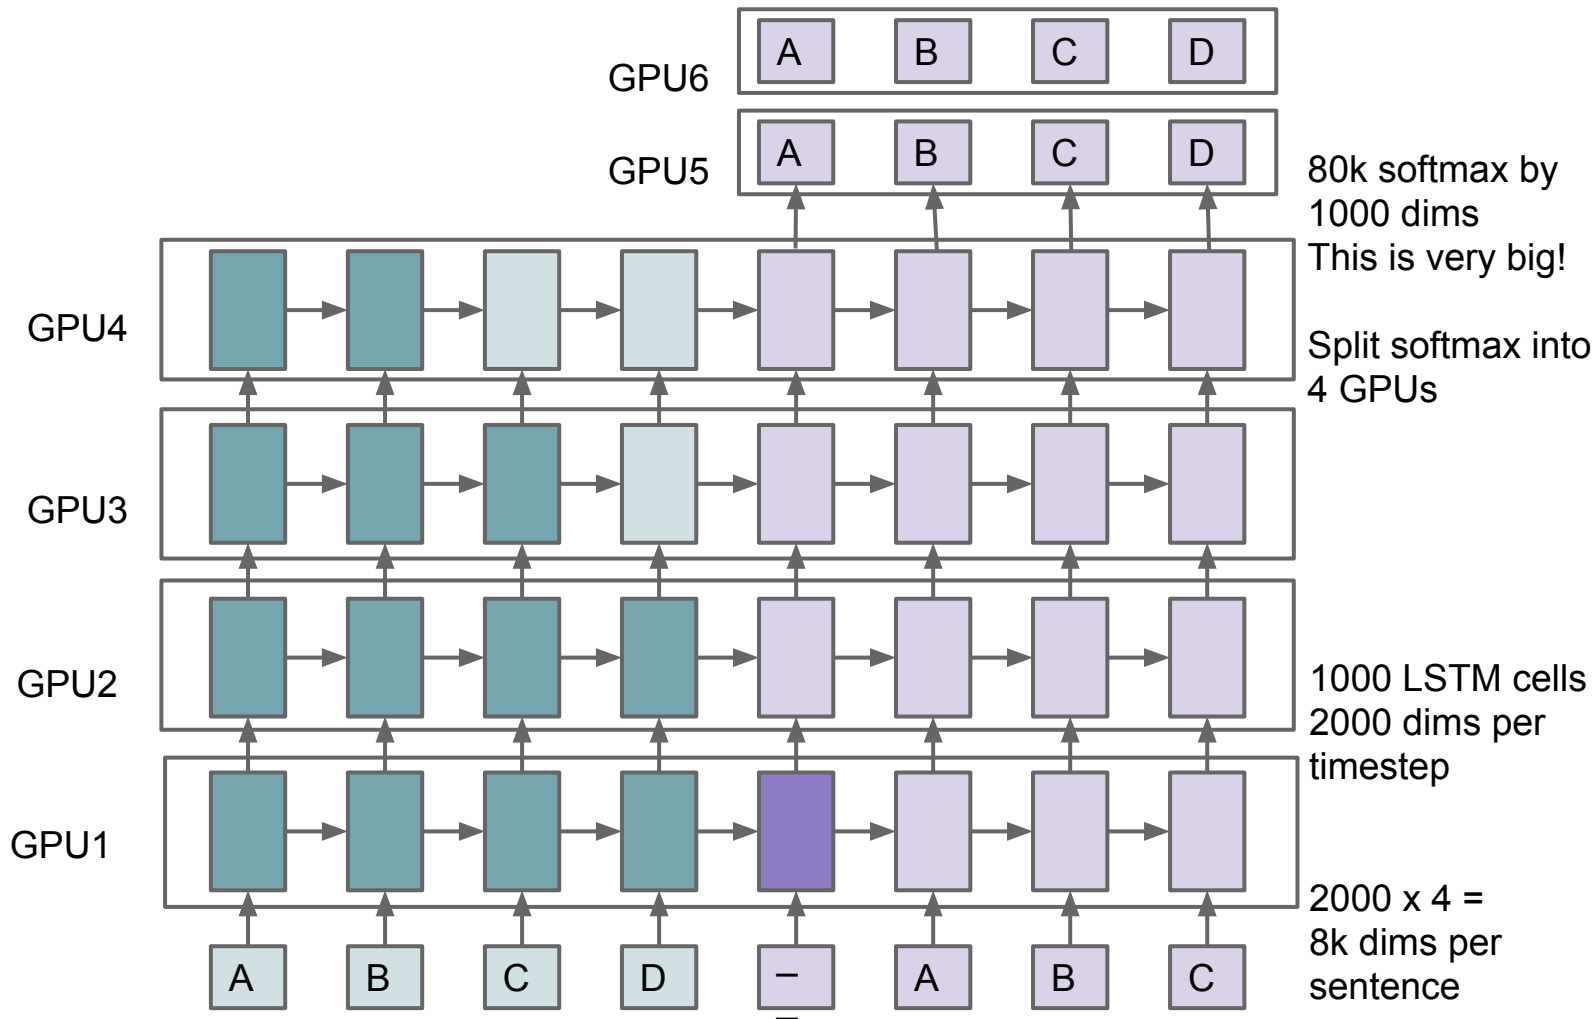 GPU6
A B C D
GPU5
A B C D
80k softmax by
1000 dims
This is very big!
Split softmax into
4 GPUs
GPU4
GPU3
GPU2
1000 LSTM cells
2000 dims per
timestep
GPU1
2000 x 4 =
8k dims per
sentence
A B C D _ A B C